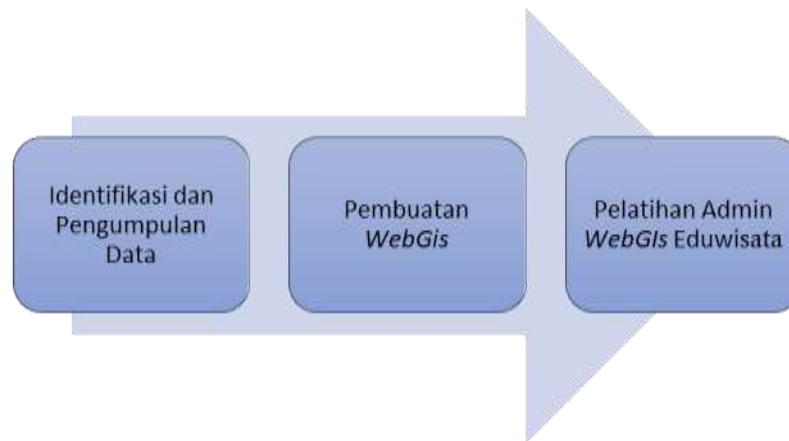 Identifikasi dan
Pengumpulan
Data
Pembuatan
WebGis
Pelatihan Admin
WebGIs Eduwisata